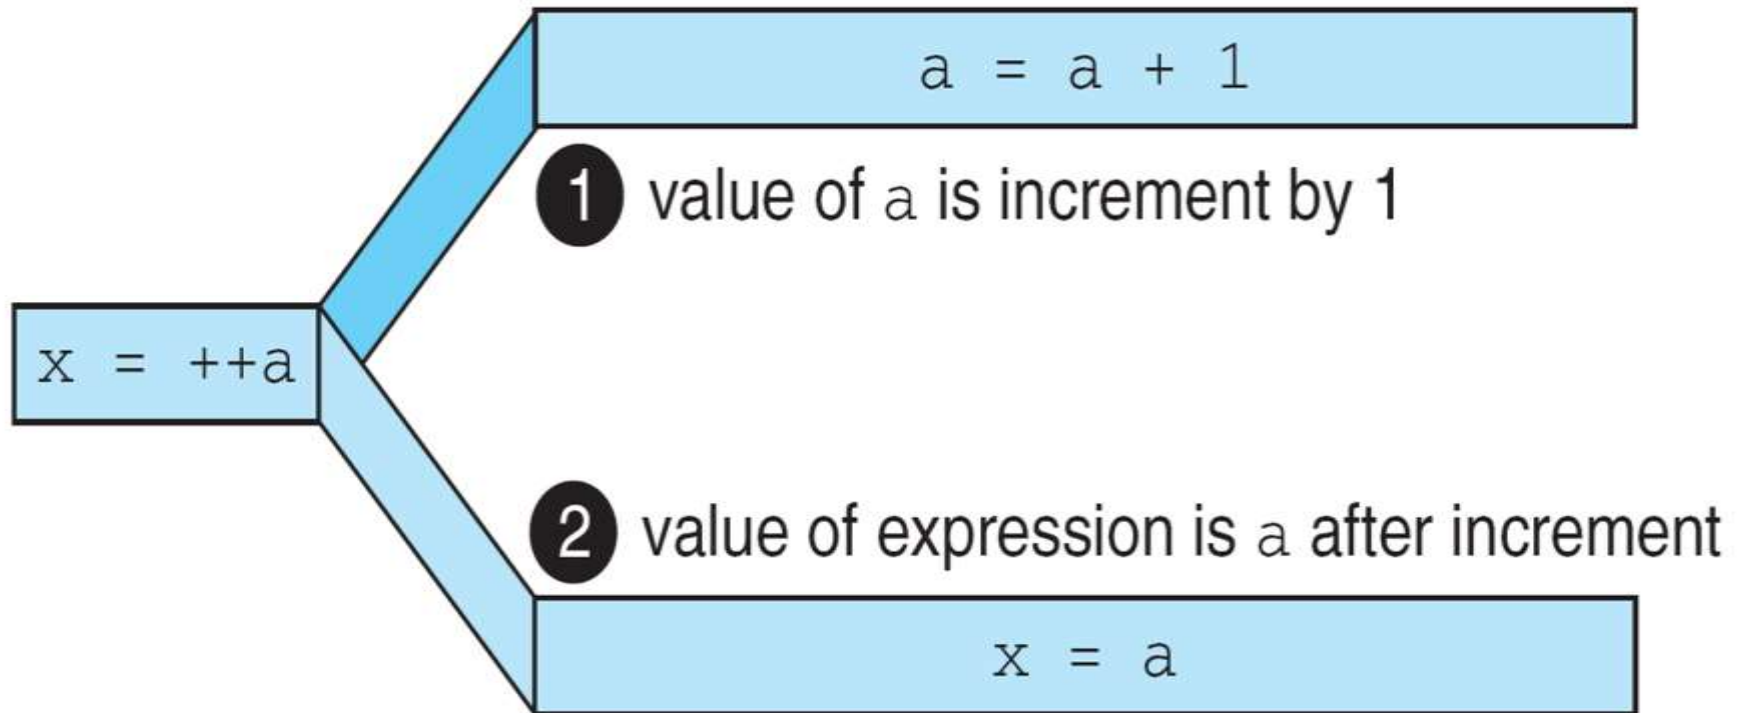 a = a + 1
1 value of a is increment by 1
x = ++a
2 value of expression is a after increment
x = a